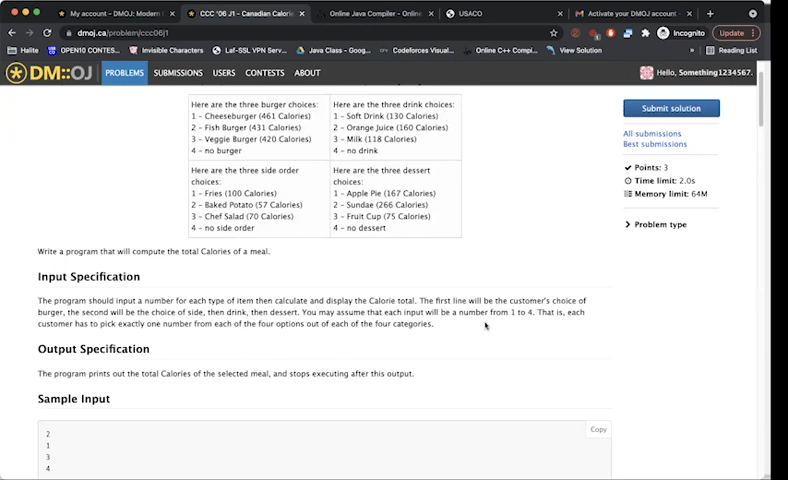 My account - DMOJ: Modern
CCC '06 J1 - Canadian Calorie
Online Java Compiler - Online
USACO
Activate your DMOJ account -
dmoj.ca/problem/ccc06j1
Incognito
Update
Halite
OPEN10 CONTES...
Invisible Characters
Laf-SSL VPN Serv...
Java Class - Goog...
Codeforces Visual...
Online C++ Compi...
View Solution
Reading List
DM::OJ
PROBLEMS
SUBMISSIONS
USERS
CONTESTS
ABOUT
Hello, Something1234567.
Here are the three burger choices:
1 - Cheeseburger (461 Calories)
2 - Fish Burger (431 Calories)
3 - Veggie Burger (420 Calories)
4 - no burger
Here are the three drink choices:
1 - Soft Drink (130 Calories)
2 - Orange Juice (160 Calories)
3 - Milk (118 Calories)
4 - no drink
Here are the three side order
choices:
1 - Fries (100 Calories)
2 - Baked Potato (57 Calories)
3 - Chef Salad (70 Calories)
4 - no side order
Here are the three dessert
choices:
1 - Apple Pie (167 Calories)
2 - Sundae (266 Calories)
3 - Fruit Cup (75 Calories)
4 - no dessert
Submit solution
All submissions
Best submissions
Points: 3
Time limit: 2.0s
Memory limit: 64M
Problem type
Write a program that will compute the total Calories of a meal.
Input Specification
The program should input a number for each type of item then calculate and display the Calorie total. The first line will be the customer's choice of
burger, the second will be the choice of side, then drink, then dessert. You may assume that each input will be a number from 1 to 4. That is, each
customer has to pick exactly one number from each of the four options out of each of the four categories.
Output Specification
The program prints out the total Calories of the selected meal, and stops executing after this output.
Sample Input
Copy
2
1
3
4